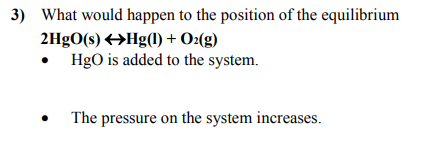 3) What would happen to the position of the equilibrium
2HgO(s) ↔Hg(l) + O₂(g)
• HgO is added to the system.
• The pressure on the system increases.